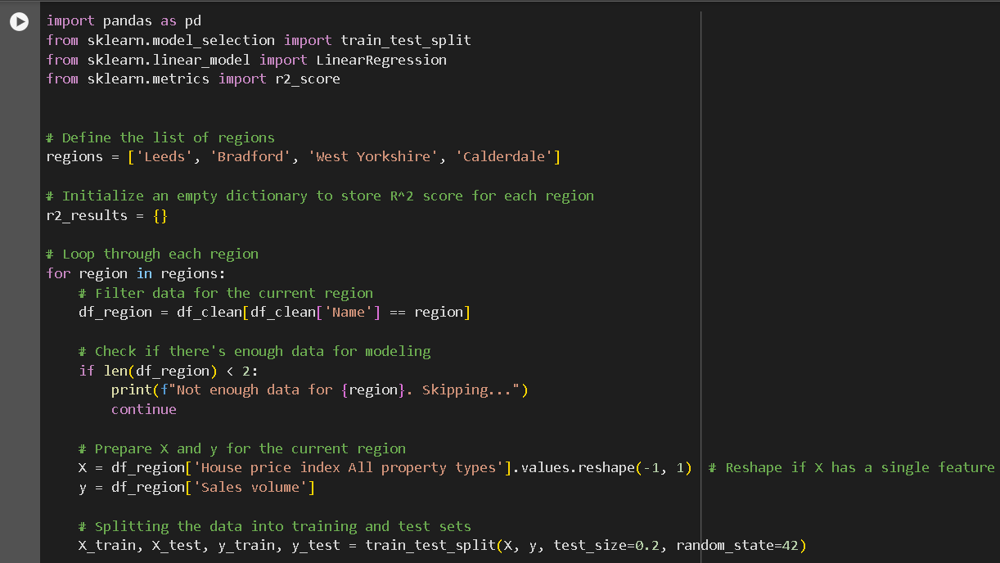 import pandas as pd
from sklearn.model_selection import train_test_split
from sklearn.linear_model import LinearRegression
from sklearn.metrics import r2_score
# Define the list of regions
regions = ['Leeds', 'Bradford', 'West Yorkshire', 'Calderdale']
# Initialize an empty dictionary to store R^2 score for each region
r2_results = {}
# Loop through each region
for region in regions:
    # Filter data for the current region
    df_region = df_clean[df_clean['Name'] == region]
    # Check if there's enough data for modeling
    if len(df_region) < 2:
        print(f"Not enough data for {region}. Skipping...")
        continue
    # Prepare X and y for the current region
    X = df_region['House price index All property types'].values.reshape(-1, 1)  # Reshape if X has a single feature
    y = df_region['Sales volume']
    # Splitting the data into training and test sets
    X_train, X_test, y_train, y_test = train_test_split(X, y, test_size=0.2, random_state=42)